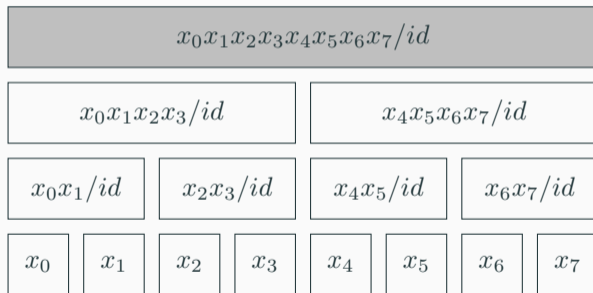 x₀x₁x₂x₃x₄x₅x₆x₇/id
x₀x₁x₂x₃/id x₄x₅x₆x₇/id
x₀x₁/id x₂x₃/id x₄x₅/id x₆x₇/id
x₀ x₁ x₂ x₃ x₄ x₅ x₆ x₇